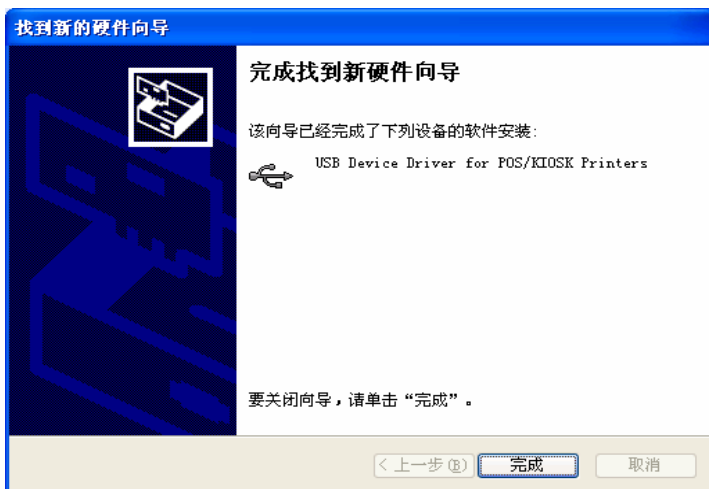 找到新的硬件向导
完成找到新硬件向导
该向导已经完成了下列设备的软件安装:
USB Device Driver for POS/KIOSK Printers
要关闭向导，请单击“完成”。
< 上一步(B)
完成
取消